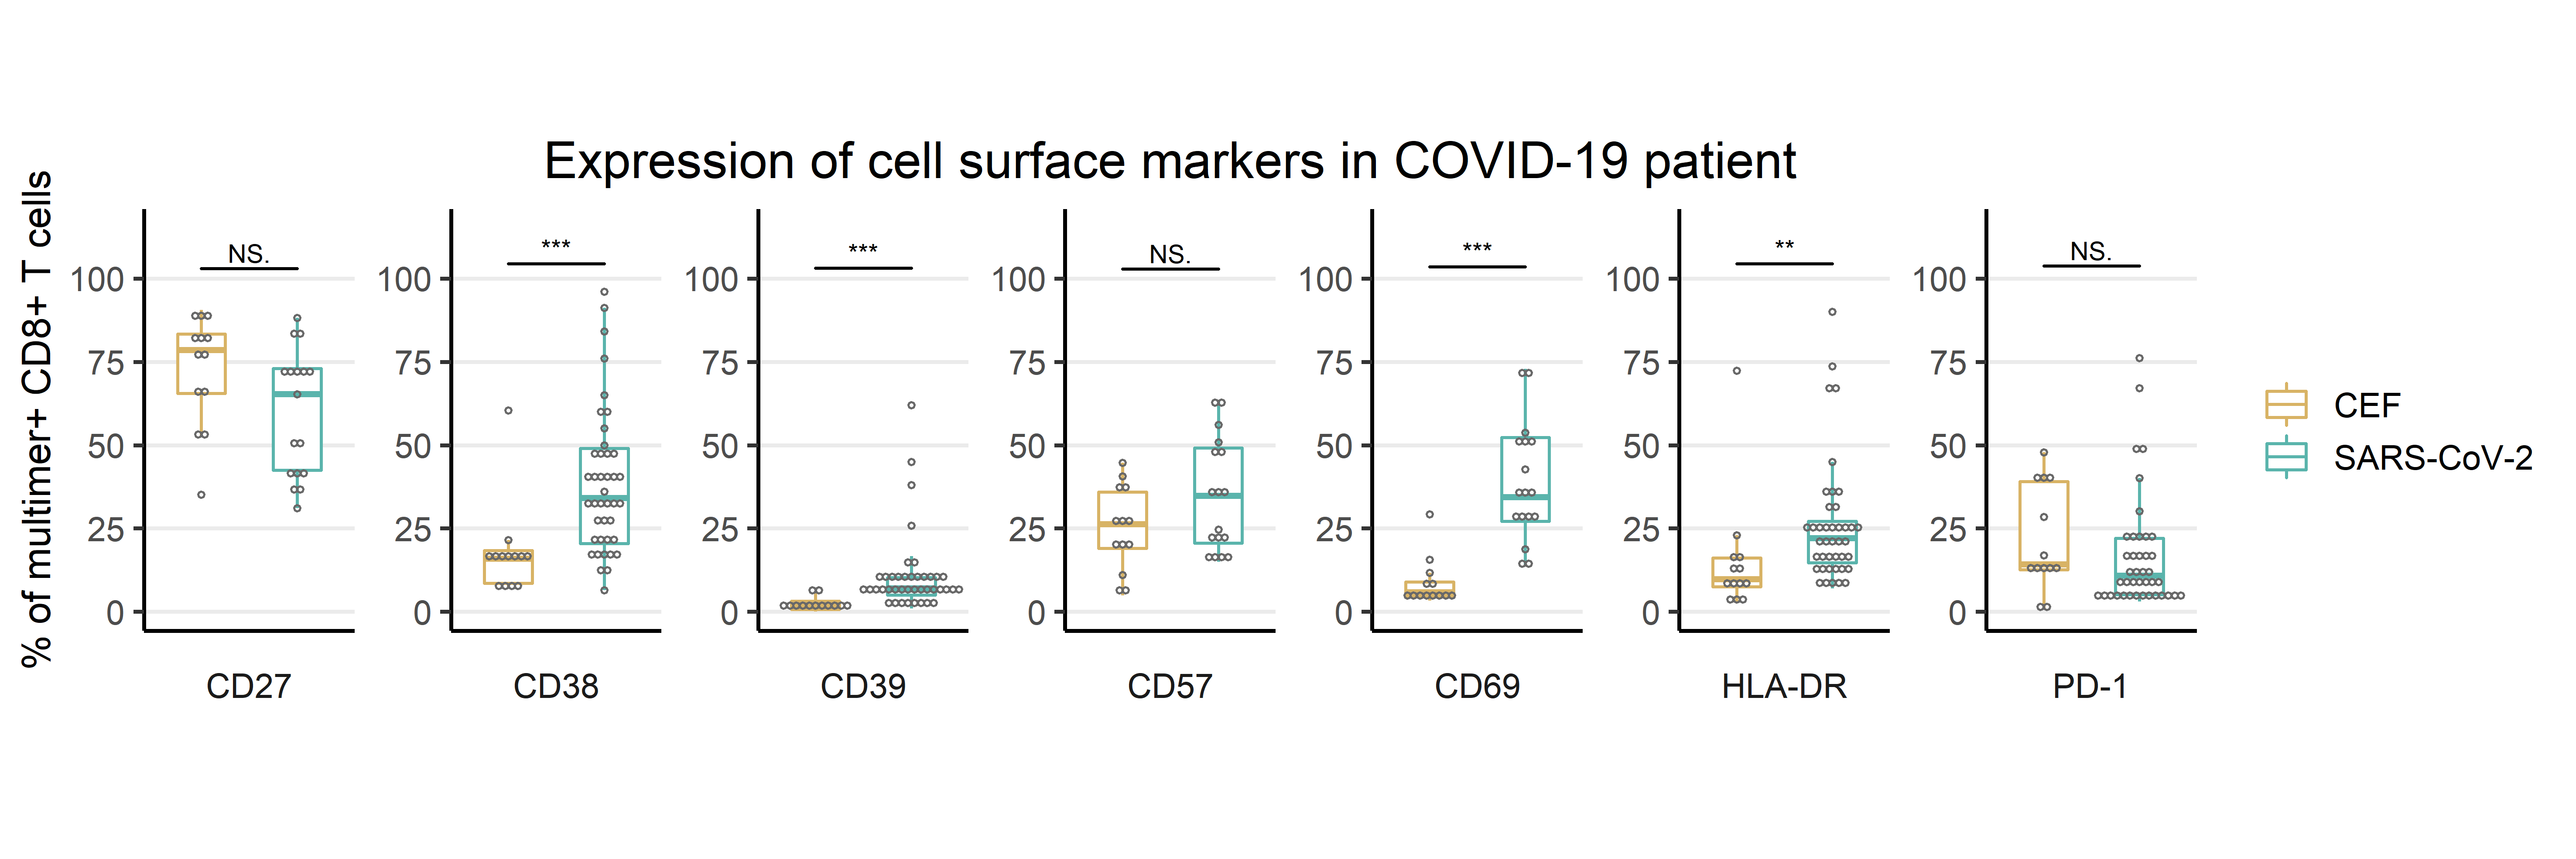 Expression of cell surface markers in COVID-19 patient
% of multimer+ CD8+ T cells
100
75
50
25
0
NS.
CD27
100
75
50
25
0
***
CD38
100
75
50
25
0
***
CD39
100
75
50
25
0
NS.
CD57
100
75
50
25
0
***
CD69
100
75
50
25
0
**
HLA-DR
100
75
50
25
0
NS.
PD-1
CEF
SARS-CoV-2